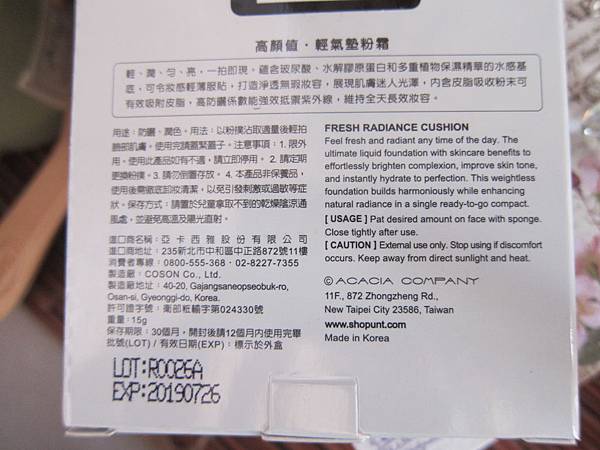 高顏值・輕氣墊粉霜
輕、潤、勻、亮，一拍即現。蘊含玻尿酸、水解膠原蛋白和多重植物保濕精華的水感基
底，可令妝感輕薄服貼，打造淨透無瑕妝容，展現肌膚迷人光澤，內含皮脂吸收粉末可
有效吸附皮脂，高防曬係數能強效抵禦紫外線，維持全天長效妝容。
用途：防曬、潤色。用法：以粉撲沾取適量後輕拍
臉部肌膚。使用完請蓋緊蓋子。注意事項：1. 限外
用。使用此產品如有不適，請立即停用。 2. 請定期
更換粉撲。3. 請勿倒置存放。 4. 本產品非保養品，
使用後需徹底卸妝清潔，以免引發刺激或過敏等症
狀。保存方式：請置於兒童拿取不到的乾燥陰涼通
風處，並避免高溫及陽光直射。
進口商名稱：亞卡西雅股份有限公司
進口商地址：235新北市中和區中正路872號11樓
消費者專線：0800-555-368・02-8227-7355
製造廠：COSON Co., Ltd.
製造廠地址：40-20, Gajangsaneopseobuk-ro,
Osan-si, Gyeonggi-do, Korea.
許可證字號：衛部粧輸字第024330號
重量：15g
保存期限：30個月，開封後請12個月內使用完畢
批號(LOT) / 有效日期(EXP)：標示於外盒
LOT:R0026A
EXP:20190726
FRESH RADIANCE CUSHION
Feel fresh and radiant any time of the day. The
ultimate liquid foundation with skincare benefits to
effortlessly brighten complexion, improve skin tone,
and instantly hydrate to perfection. This weightless
foundation builds harmoniously while enhancing
natural radiance in a single ready-to-go compact.
[ USAGE ] Pat desired amount on face with sponge.
Close tightly after use.
[ CAUTION ] External use only. Stop using if discomfort
occurs. Keep away from direct sunlight and heat.
© ACACIA COMPANY
11F., 872 Zhongzheng Rd.,
New Taipei City 23586, Taiwan
www.shopunt.com
Made in Korea